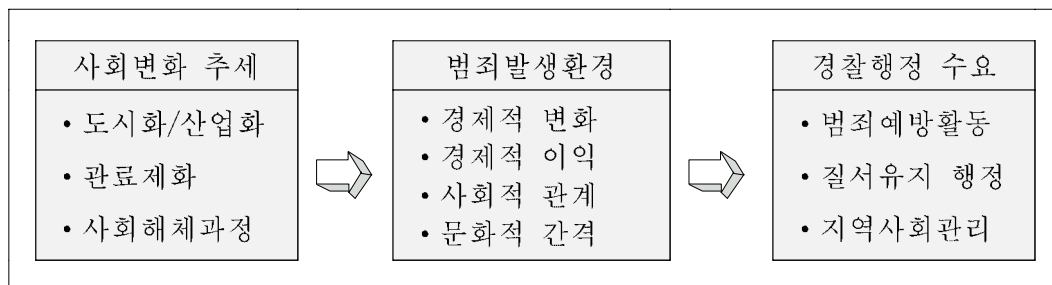 사회변화 추세
• 도시화/산업화
• 관료제화
• 사회해체과정
범죄발생환경
• 경제적 변화
• 경제적 이익
• 사회적 관계
• 문화적 간격
경찰행정 수요
• 범죄예방활동
• 질서유지 행정
• 지역사회관리